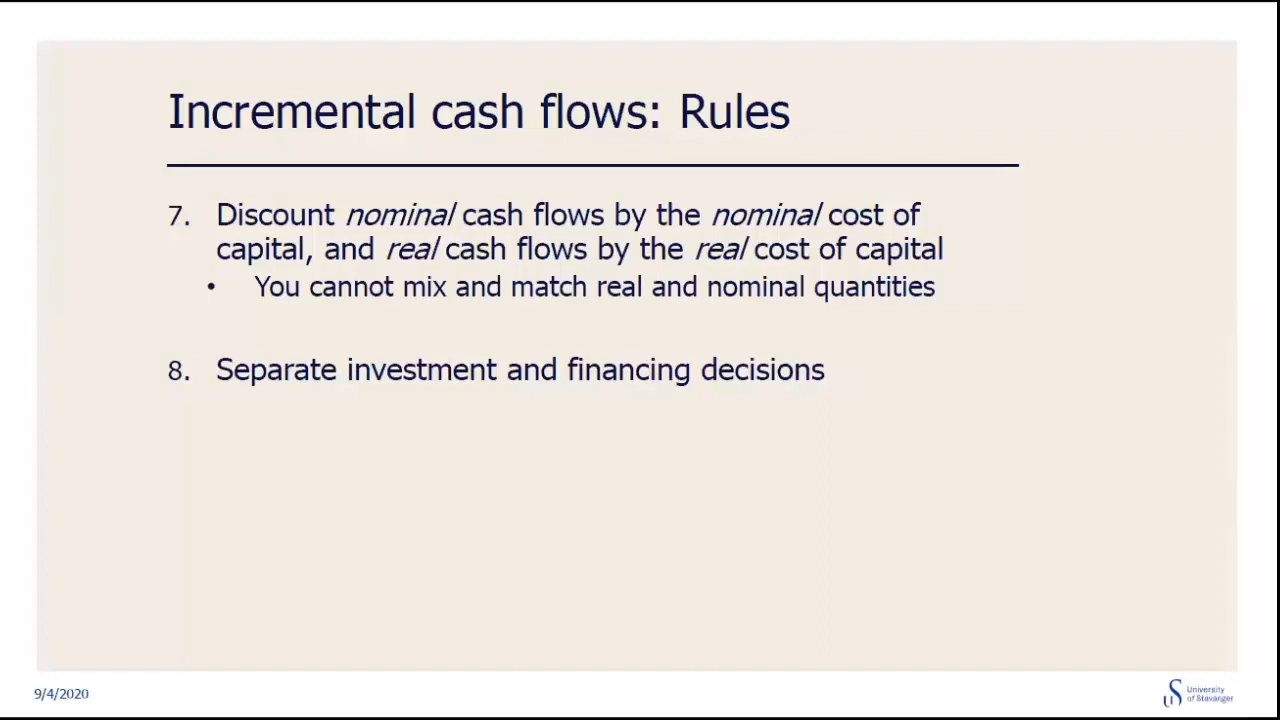 Incremental cash flows: Rules
7. Discount nominal cash flows by the nominal cost of
capital, and real cash flows by the real cost of capital
• You cannot mix and match real and nominal quantities
8. Separate investment and financing decisions
9/4/2020
University
of Stavanger